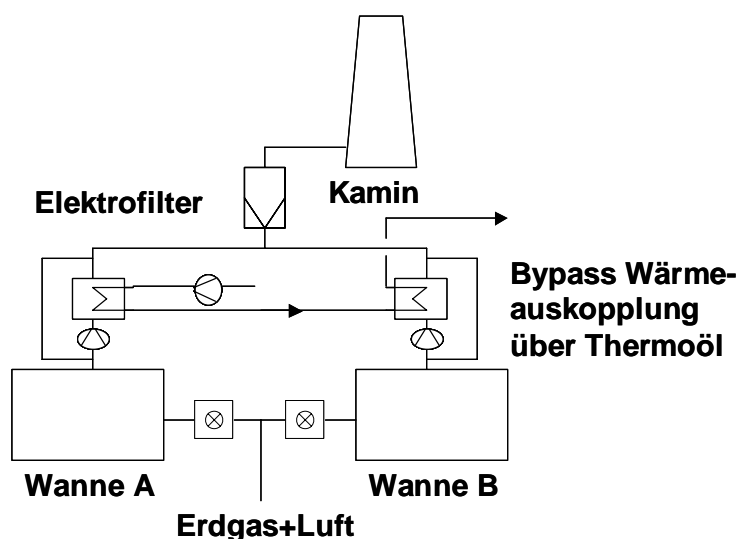 Elektrofilter
Kamin
Bypass Wärme-
auskopplung
über Thermoöl
Wanne A
Wanne B
Erdgas+Luft